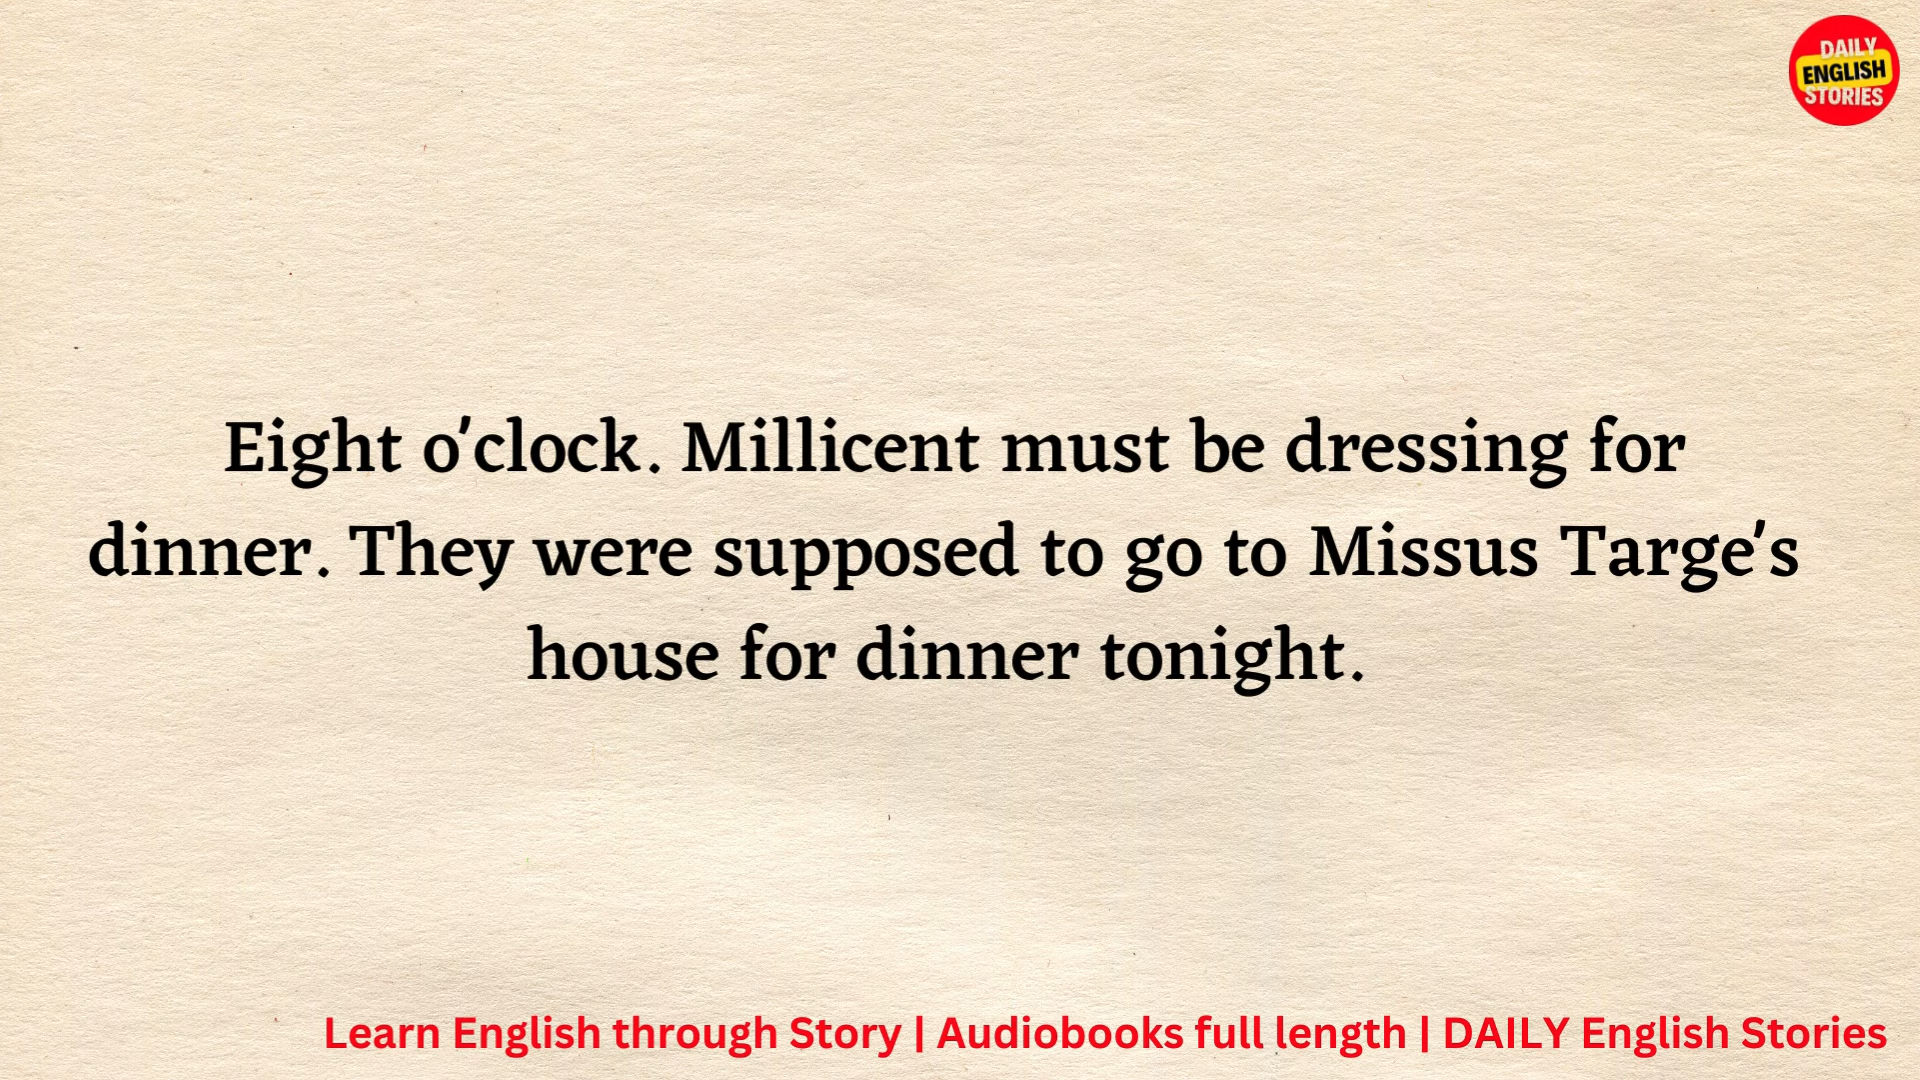 DAILY
ENGLISH
STORIES
Eight o'clock. Millicent must be dressing for
dinner. They were supposed to go to Missus Targe's
house for dinner tonight.
Learn English through Story | Audiobooks full length | DAILY English Stories